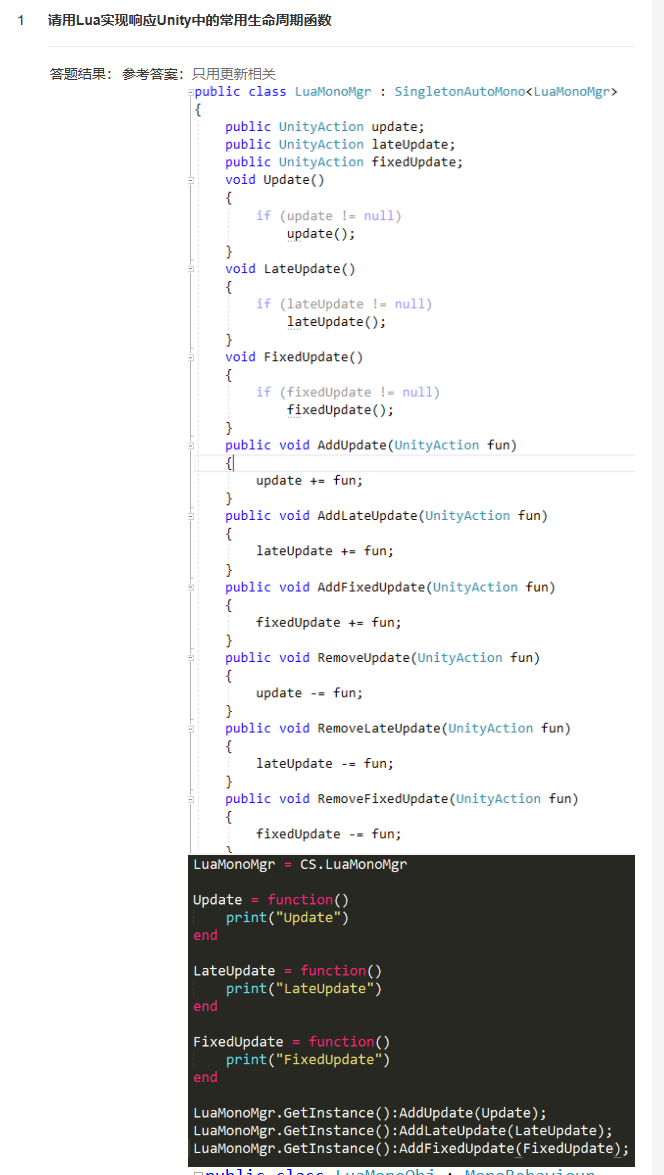 1 请用Lua实现响应Unity中的常用生命周期函数
答题结果： 参考答案： 只用更新相关
public class LuaMonoMgr : SingletonAutoMono<LuaMonoMgr>
{
    public UnityAction update;
    public UnityAction lateUpdate;
    public UnityAction fixedUpdate;
    void Update()
    {
        if (update != null)
            update();
    }
    void LateUpdate()
    {
        if (lateUpdate != null)
            lateUpdate();
    }
    void FixedUpdate()
    {
        if (fixedUpdate != null)
            fixedUpdate();
    }
    public void AddUpdate(UnityAction fun)
    {
        update += fun;
    }
    public void AddLateUpdate(UnityAction fun)
    {
        lateUpdate += fun;
    }
    public void AddFixedUpdate(UnityAction fun)
    {
        fixedUpdate += fun;
    }
    public void RemoveUpdate(UnityAction fun)
    {
        update -= fun;
    }
    public void RemoveLateUpdate(UnityAction fun)
    {
        lateUpdate -= fun;
    }
    public void RemoveFixedUpdate(UnityAction fun)
    {
        fixedUpdate -= fun;
    }
LuaMonoMgr = CS.LuaMonoMgr
Update = function()
    print("Update")
end
LateUpdate = function()
    print("LateUpdate")
end
FixedUpdate = function()
    print("FixedUpdate")
end
LuaMonoMgr.GetInstance():AddUpdate(Update);
LuaMonoMgr.GetInstance():AddLateUpdate(LateUpdate);
LuaMonoMgr.GetInstance():AddFixedUpdate(FixedUpdate);
public class LuaMonoObj : MonoBehaviour